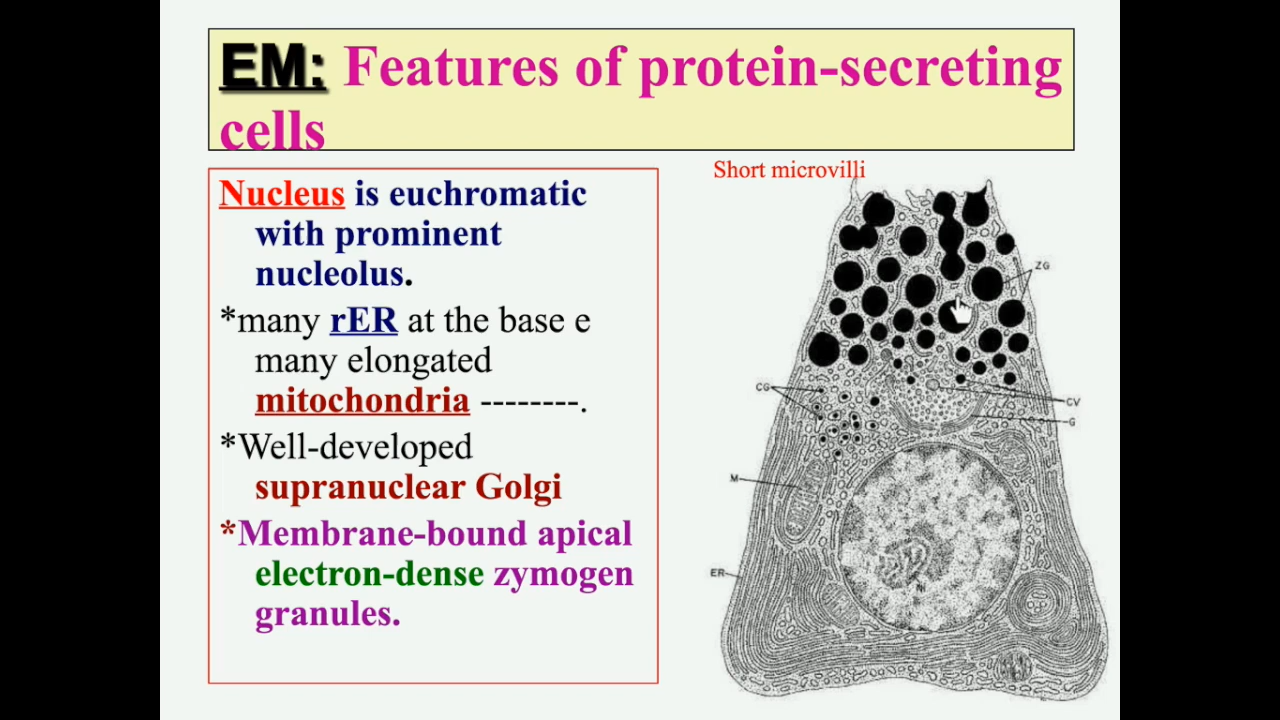 EM: Features of protein-secreting
cells
Short microvilli
Nucleus is euchromatic
with prominent
nucleolus.
*many rER at the base e
many elongated
mitochondria --------.
*Well-developed
supranuclear Golgi
*Membrane-bound apical
electron-dense zymogen
granules.
ZG
CG
CV
G
M
ER
N